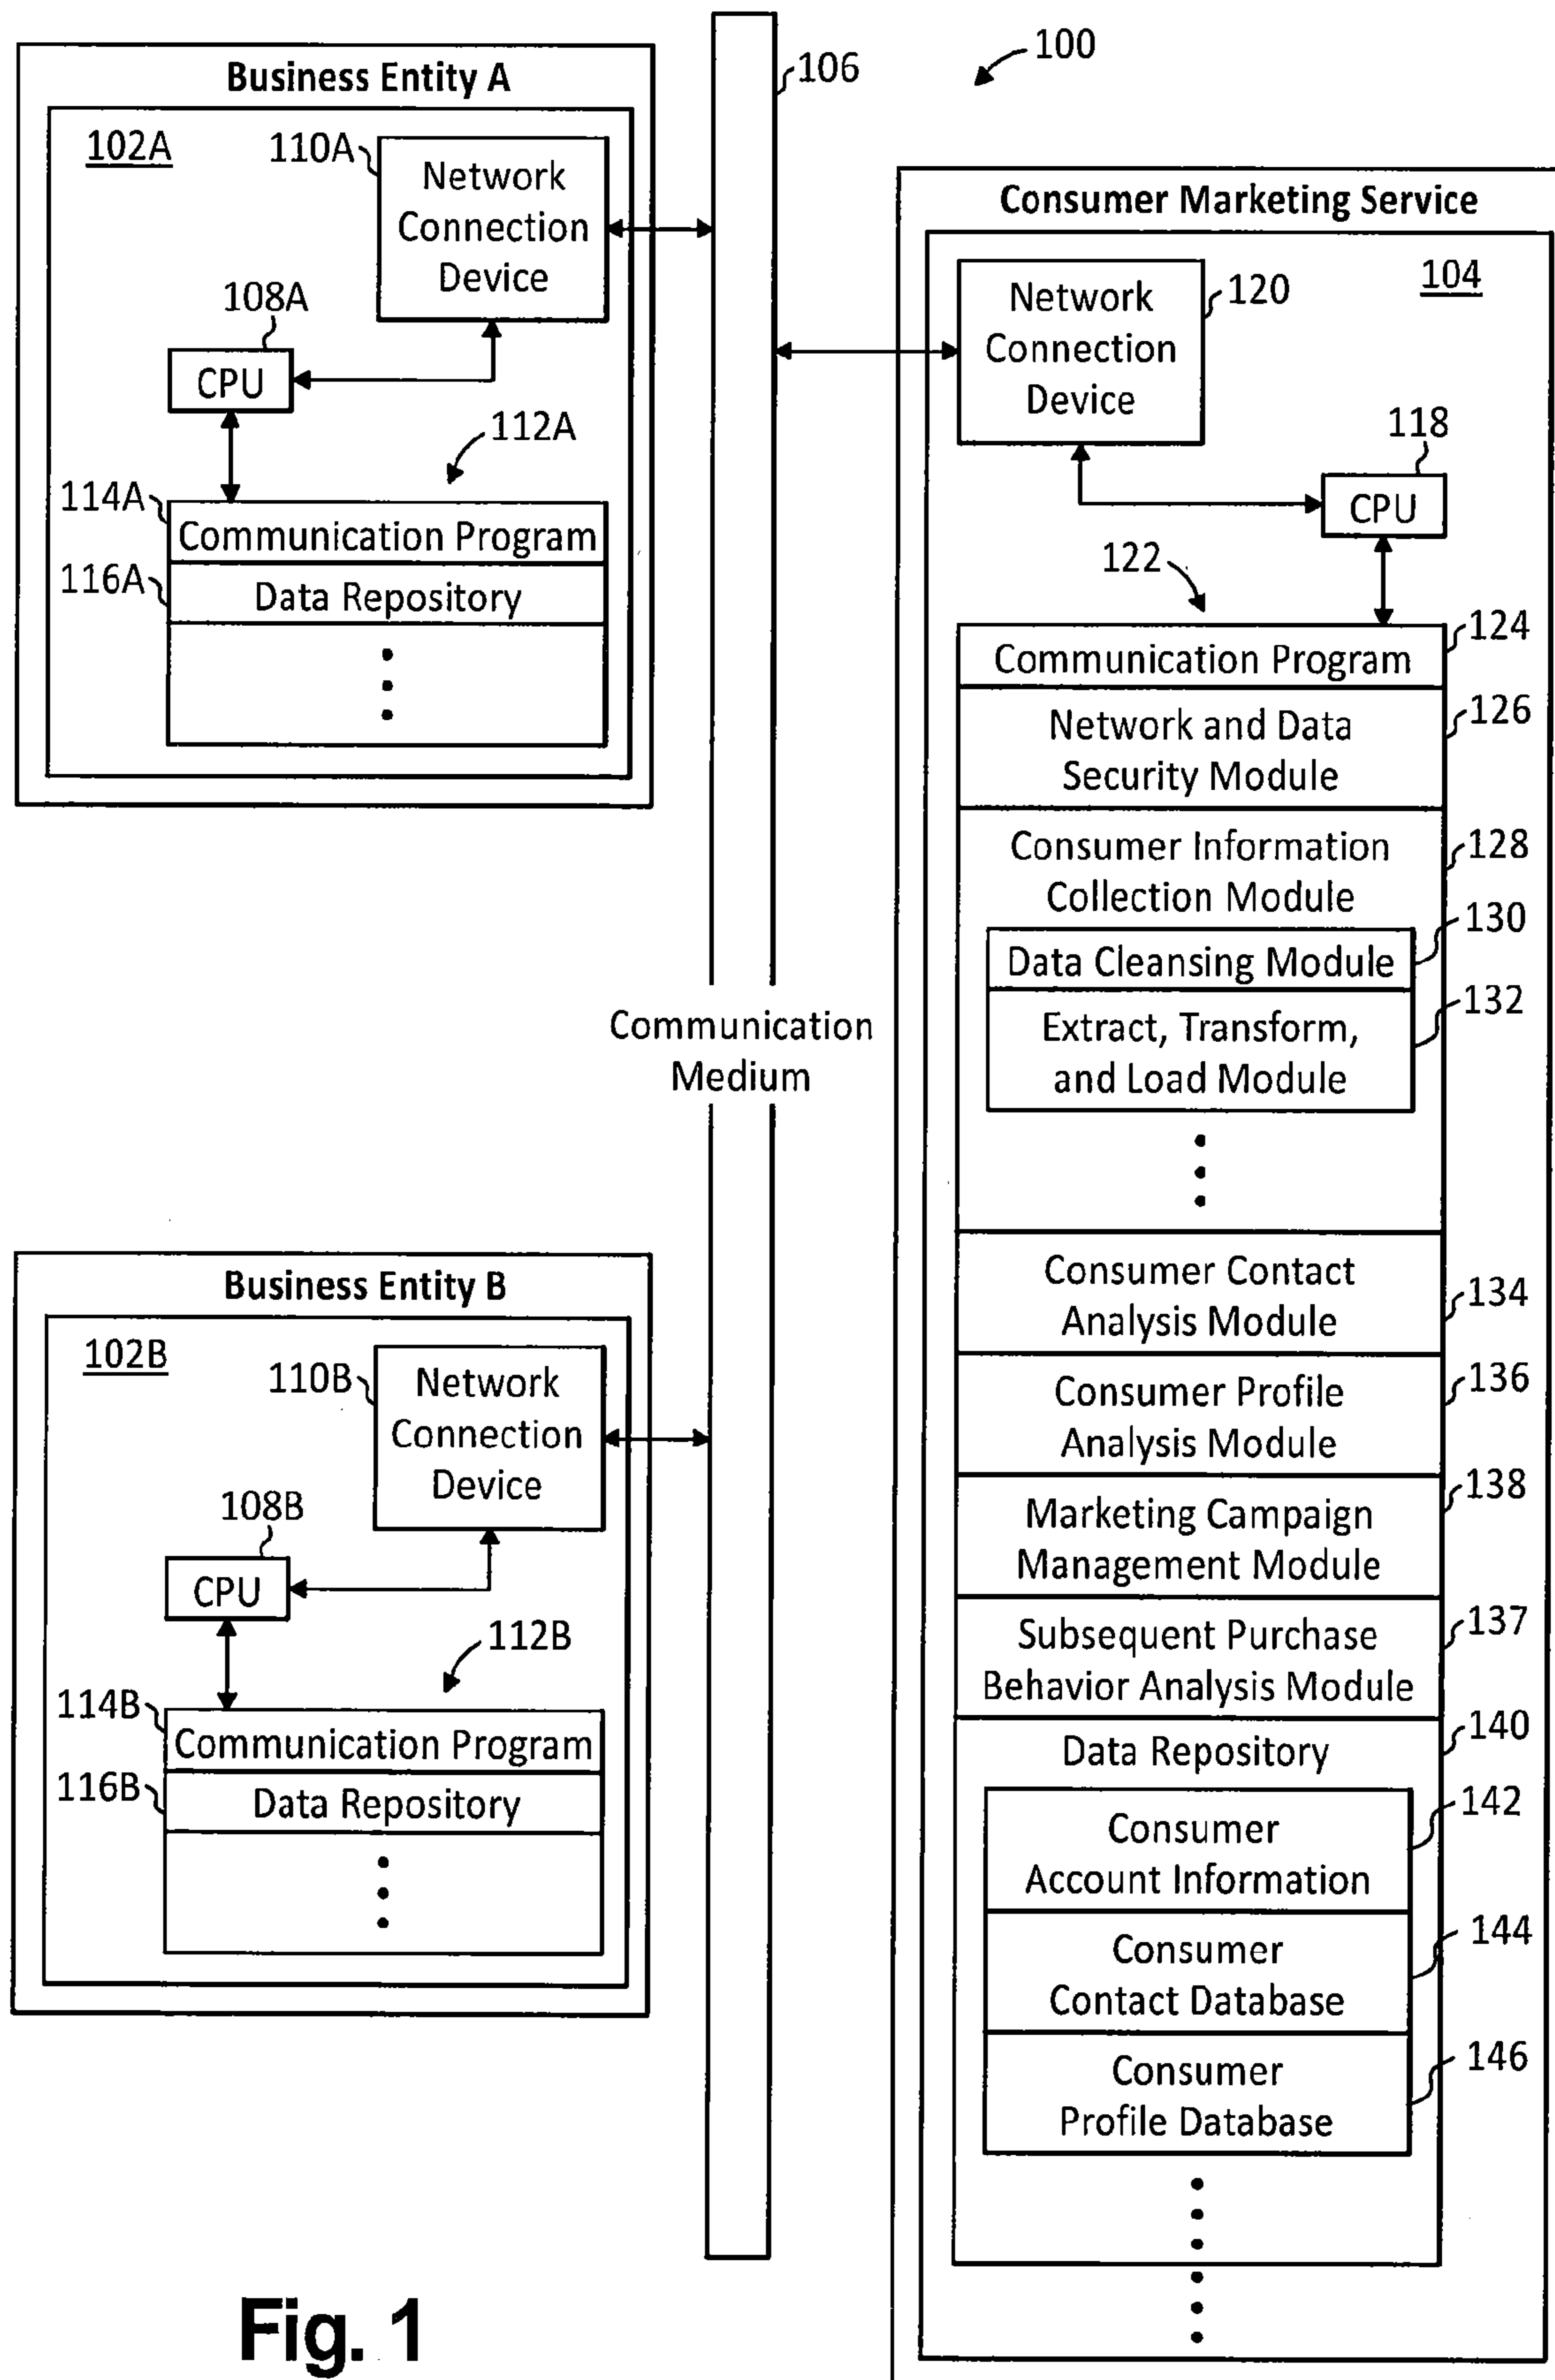 100
106
Business Entity A
102A
110A
Network
Connection
Device
108A
CPU
112A
114A
Communication Program
116A
Data Repository
Communication
Medium
Business Entity B
102B
110B
Network
Connection
Device
108B
CPU
112B
114B
Communication Program
116B
Data Repository
Consumer Marketing Service
104
Network
Connection
Device
120
118
CPU
122
124
Communication Program
Network and Data
Security Module
126
Consumer Information
Collection Module
128
130
Data Cleansing Module
132
Extract, Transform,
and Load Module
Consumer Contact
Analysis Module
134
Consumer Profile
Analysis Module
136
138
Marketing Campaign
Management Module
Subsequent Purchase
Behavior Analysis Module
137
Data Repository
140
142
Consumer
Account Information
144
Consumer
Contact Database
146
Consumer
Profile Database
Fig. 1